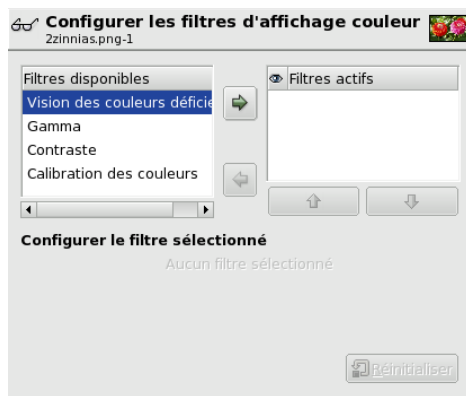 Configurer les filtres d'affichage couleur
2zinnias.png-1
Filtres disponibles
Vision des couleurs déficie
Gamma
Contraste
Calibration des couleurs
Filtres actifs
Configurer le filtre sélectionné
Aucun filtre sélectionné
Réinitialiser